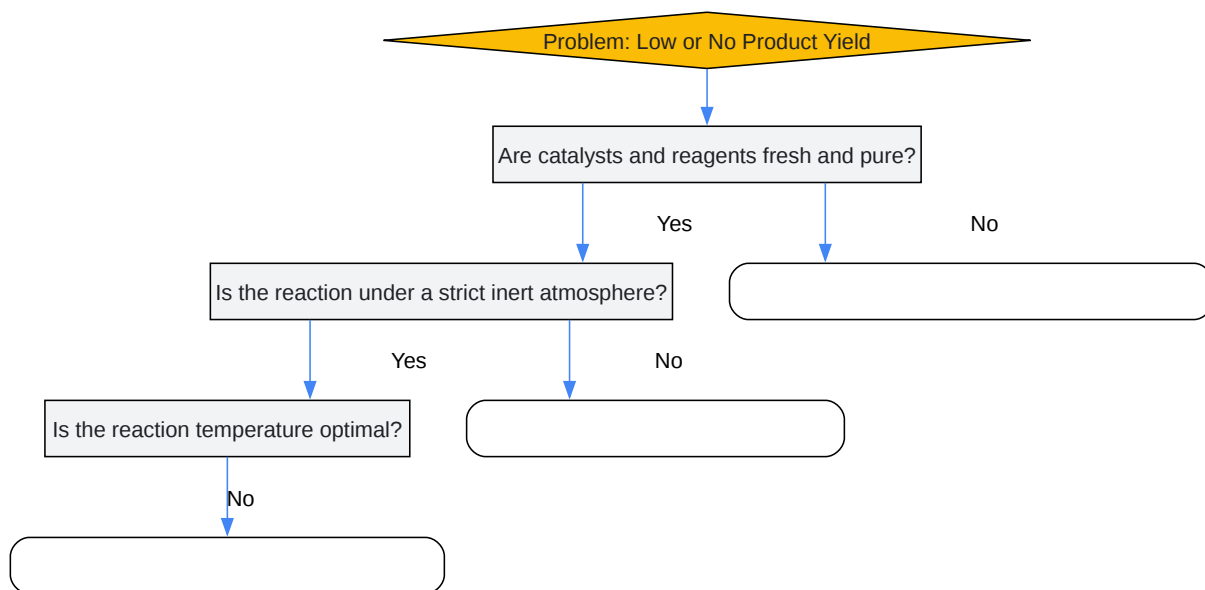 Problem: Low or No Product Yield
Are catalysts and reagents fresh and pure?
Yes
No
Is the reaction under a strict inert atmosphere?
Yes
No
Is the reaction temperature optimal?
No